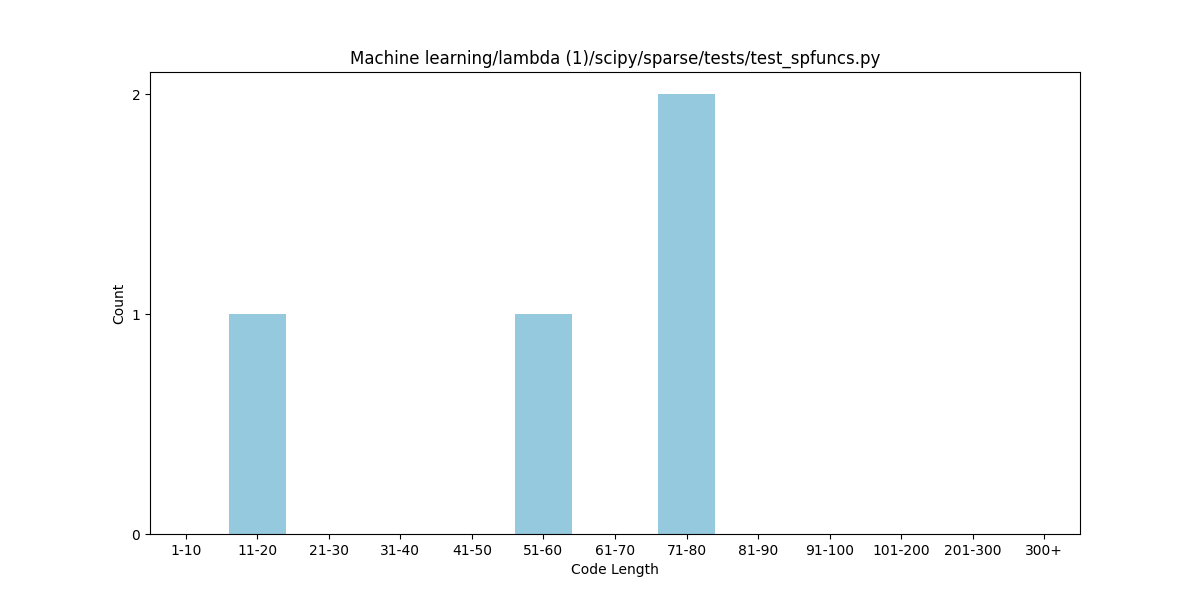 Machine learning/lambda (1)/scipy/sparse/tests/test_spfuncs.py
2
1
0
Count
1-10 11-20 21-30 31-40 41-50 51-60 61-70 71-80 81-90 91-100 101-200 201-300 300+
Code Length